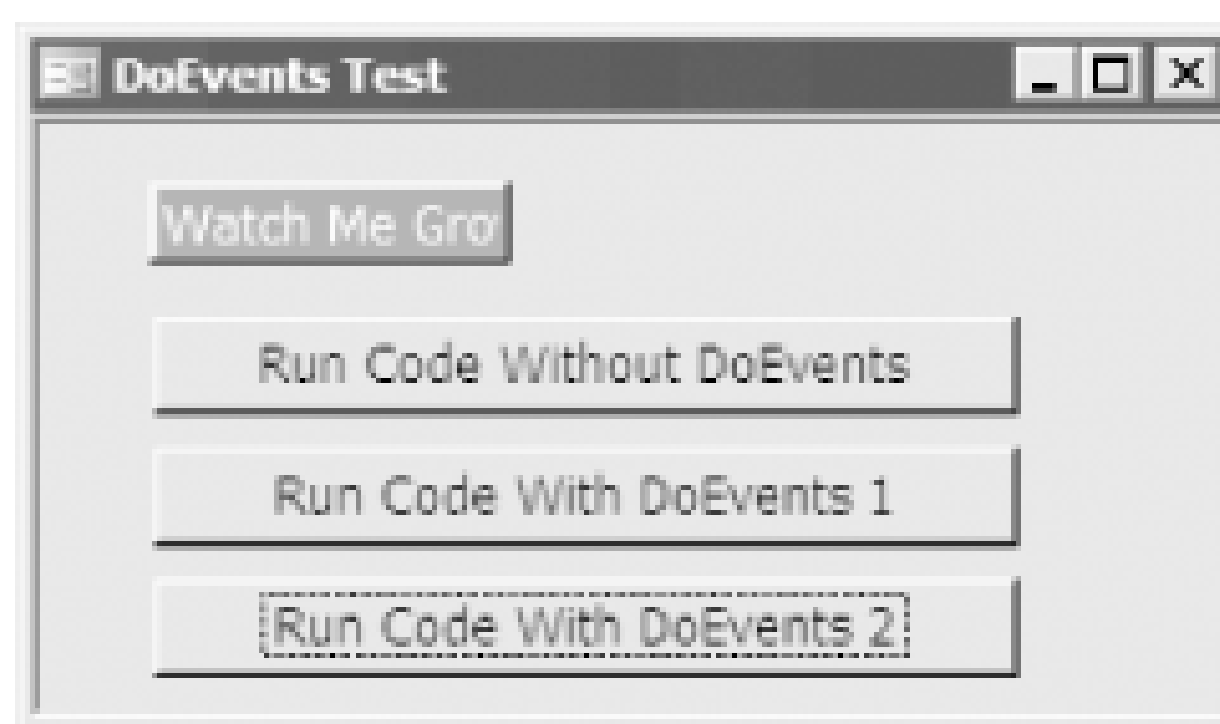 DoEvents Test
Watch Me Gro
Run Code Without DoEvents
Run Code With DoEvents 1
Run Code With DoEvents 2